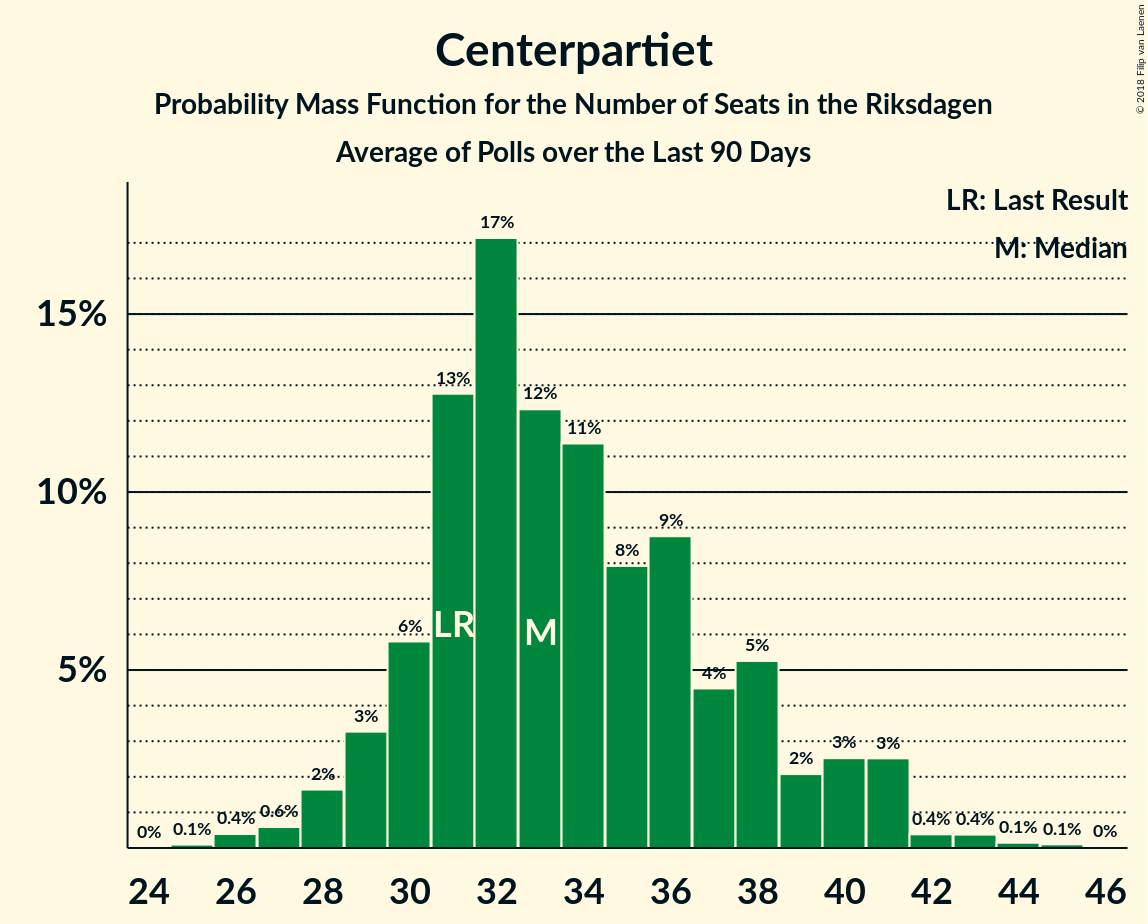 Centerpartiet
Probability Mass Function for the Number of Seats in the Riksdagen
Average of Polls over the Last 90 Days
© 2018 Filip van Laenen
LR: Last Result
M: Median
15%
10%
5%
0%
0.1%
0.4%
0.6%
2%
3%
6%
13%
17%
12%
11%
8%
9%
4%
5%
2%
3%
3%
0.4%
0.4%
0.1%
0.1%
0%
LR
M
24 26 28 30 32 34 36 38 40 42 44 46